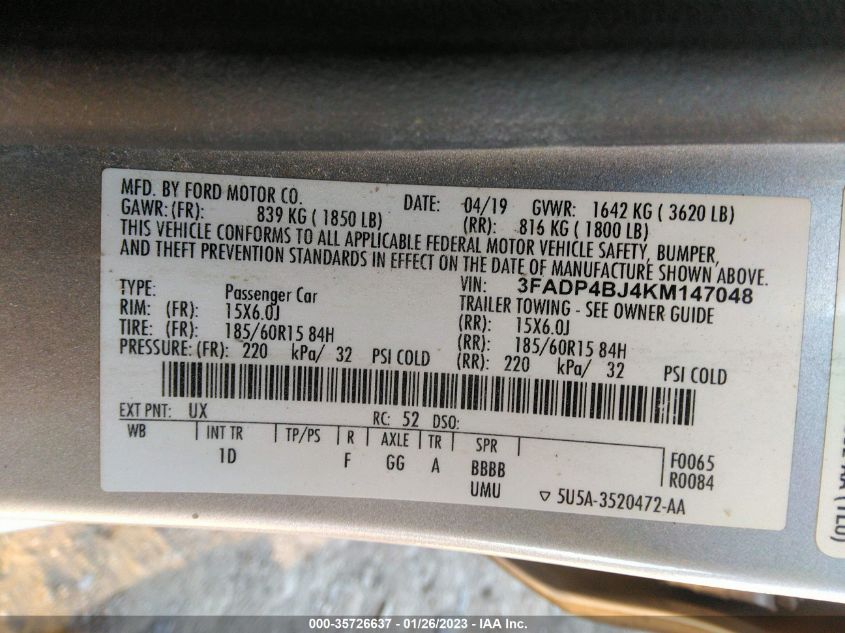 MFD. BY FORD MOTOR CO. DATE: 04/19 GVWR: 1642 KG ( 3620 LB)
GAWR: (FR): 839 KG ( 1850 LB) (RR): 816 KG ( 1800 LB)
THIS VEHICLE CONFORMS TO ALL APPLICABLE FEDERAL MOTOR VEHICLE SAFETY, BUMPER,
AND THEFT PREVENTION STANDARDS IN EFFECT ON THE DATE OF MANUFACTURE SHOWN ABOVE.
VIN: 3FADP4BJ4KM147048
TYPE: Passenger Car TRAILER TOWING - SEE OWNER GUIDE
RIM: (FR): 15X6.0J (RR): 15X6.0J
TIRE: (FR): 185/60R15 84H (RR): 185/60R15 84H
PRESSURE: (FR): 220 kPa/ 32 PSI COLD (RR): 220 kPa/ 32 PSI COLD
EXT PNT: UX RC: 52 DSO:
WB INT TR TP/PS R AXLE TR SPR
1D F GG A BBBB F0065
UMU R0084
5U5A-3520472-AA
000-35726637 - 01/26/2023 - IAA Inc.